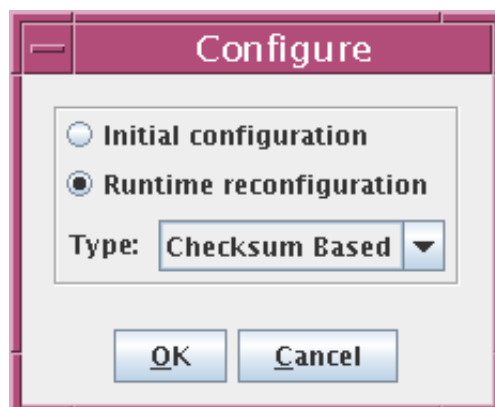 Configure
Initial configuration
Runtime reconfiguration
Type: Checksum Based
OK Cancel